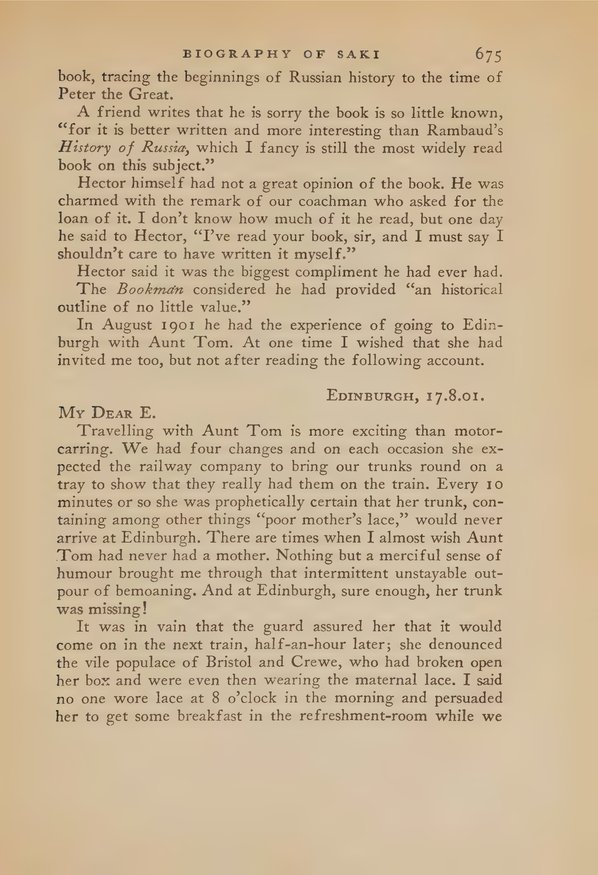 BIOGRAPHY OF SAKI 675
book, tracing the beginnings of Russian history to the time of
Peter the Great.
A friend writes that he is sorry the book is so little known,
“for it is better written and more interesting than Rambaud’s
History of Russia, which I fancy is still the most widely read
book on this subject.”
Hector himself had not a great opinion of the book. He was
charmed with the remark of our coachman who asked for the
loan of it. I don’t know how much of it he read, but one day
he said to Hector, “I’ve read your book, sir, and I must say I
shouldn’t care to have written it myself.”
Hector said it was the biggest compliment he had ever had.
The Bookman considered he had provided “an historical
outline of no little value.”
In August 1901 he had the experience of going to Edin-
burgh with Aunt Tom. At one time I wished that she had
invited me too, but not after reading the following account.
EDINBURGH, 17.8.01.
MY DEAR E.
Travelling with Aunt Tom is more exciting than motor-
carring. We had four changes and on each occasion she ex-
pected the railway company to bring our trunks round on a
tray to show that they really had them on the train. Every 10
minutes or so she was prophetically certain that her trunk, con-
taining among other things “poor mother’s lace,” would never
arrive at Edinburgh. There are times when I almost wish Aunt
Tom had never had a mother. Nothing but a merciful sense of
humour brought me through that intermittent unstayable out-
pour of bemoaning. And at Edinburgh, sure enough, her trunk
was missing!
It was in vain that the guard assured her that it would
come on in the next train, half-an-hour later; she denounced
the vile populace of Bristol and Crewe, who had broken open
her box and were even then wearing the maternal lace. I said
no one wore lace at 8 o’clock in the morning and persuaded
her to get some breakfast in the refreshment-room while we